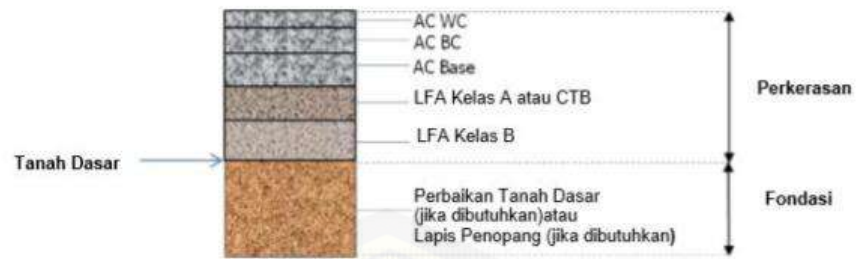 AC WC
AC BC
AC Base
LFA Kelas A atau CTB
LFA Kelas B
Perkerasan
Tanah Dasar
Perbaikan Tanah Dasar
(jika dibutuhkan)atau
Lapis Penopang (jika dibutuhkan)
Fondasi